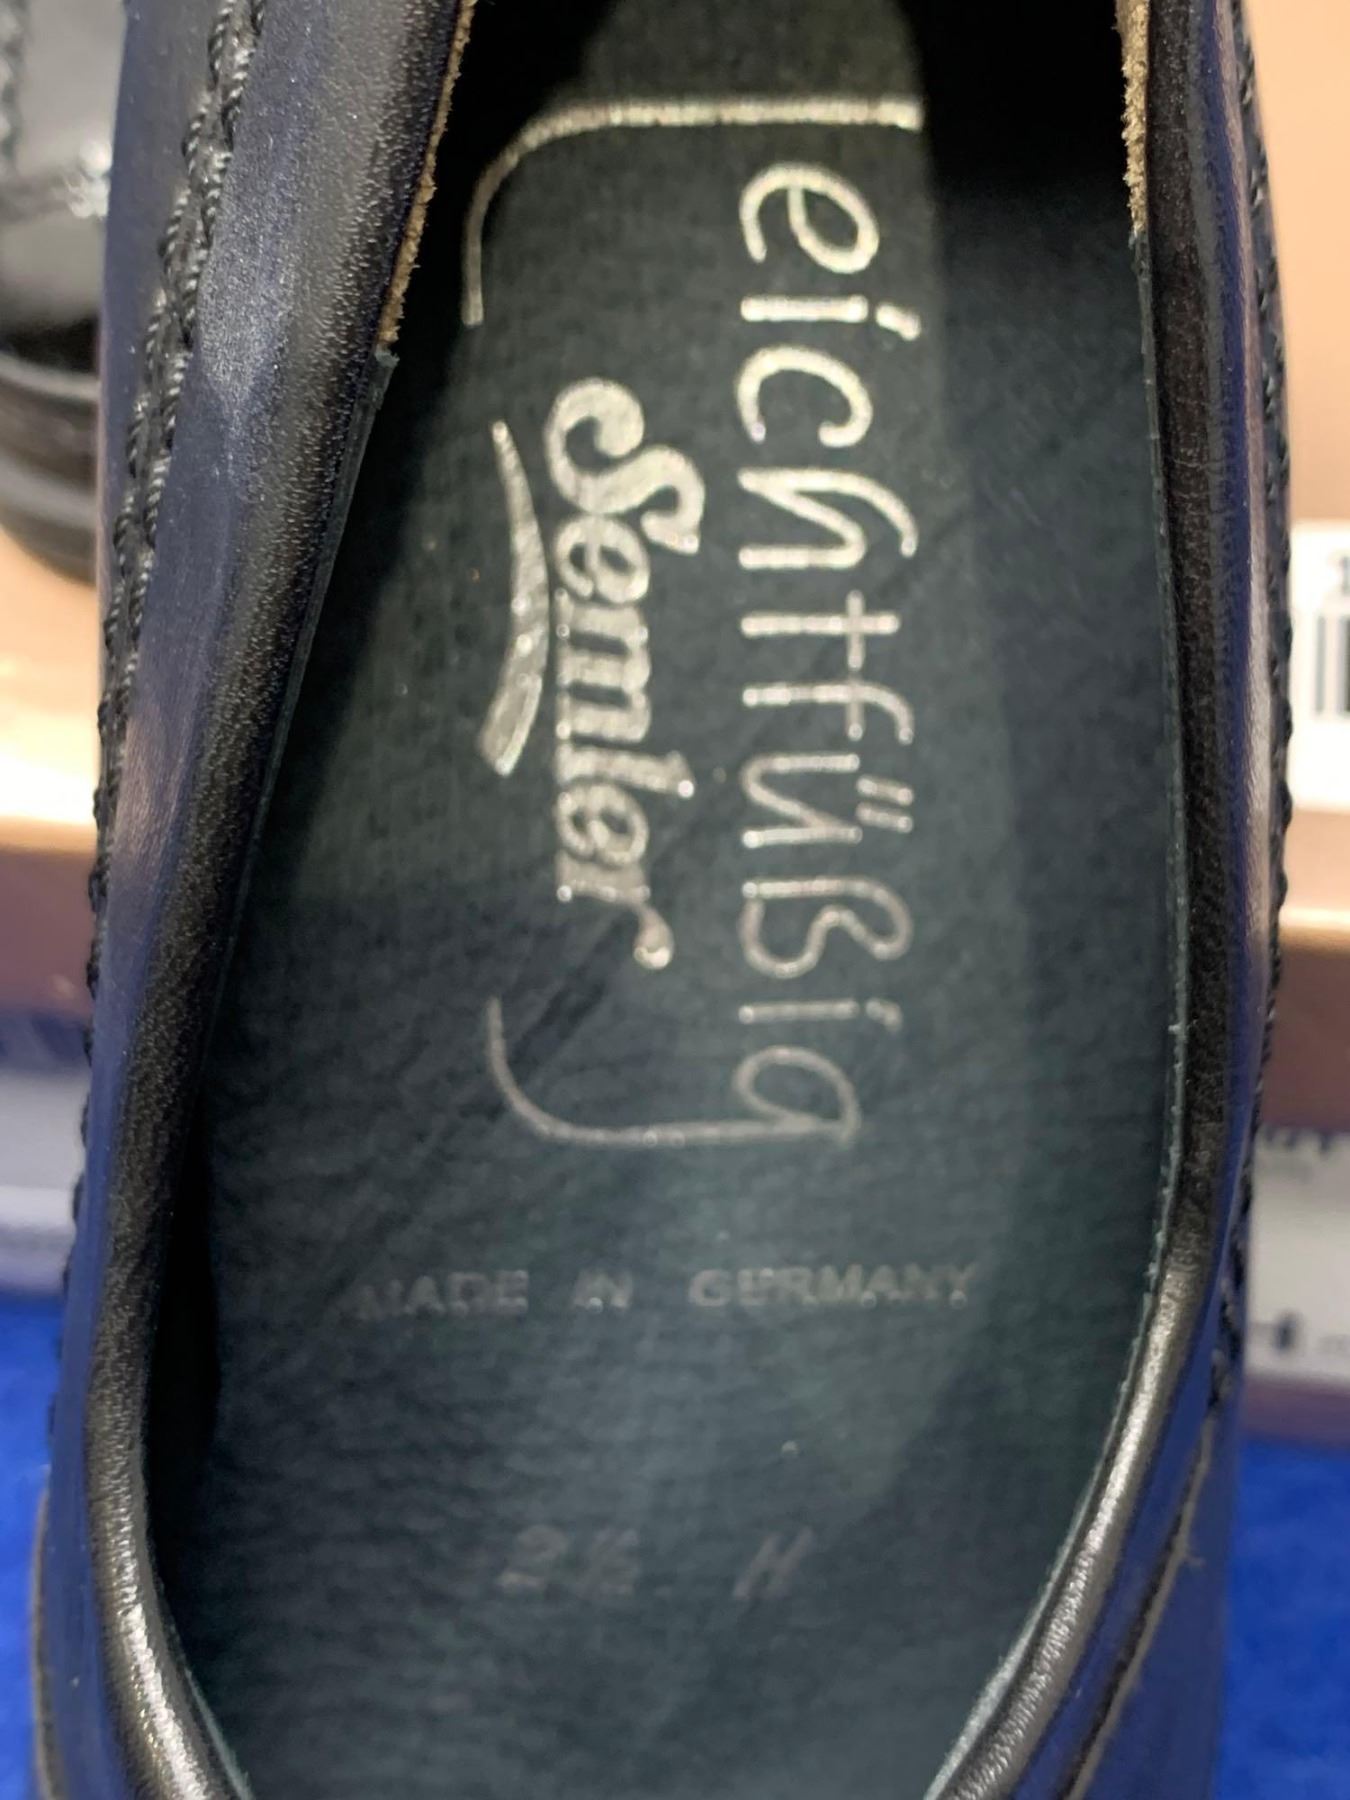 leichtfüßig
Semler
MADE IN GERMANY
2½ H